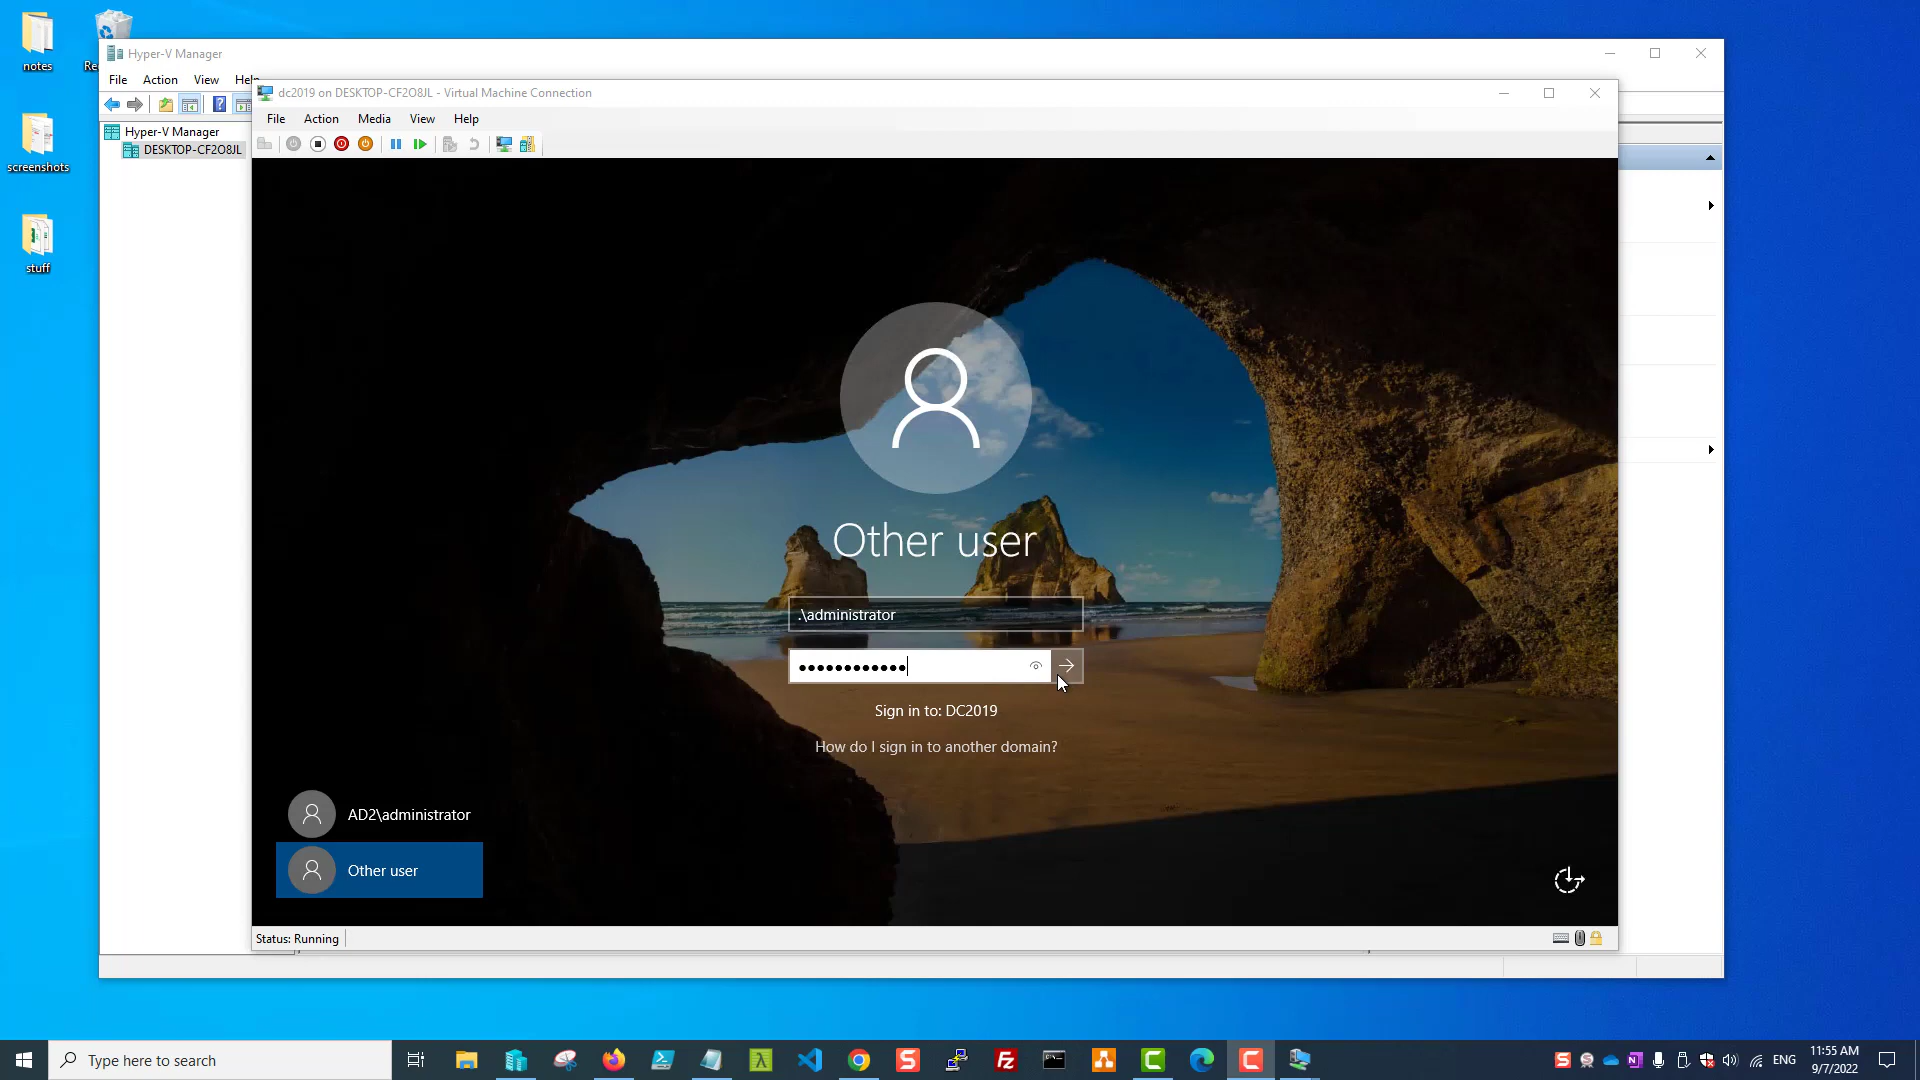 notes
Re
screenshots
stuff
Hyper-V Manager
File Action View Help
Hyper-V Manager
DESKTOP-CF2O8JL
dc2019 on DESKTOP-CF2O8JL - Virtual Machine Connection
File Action Media View Help
Other user
.\administrator
Sign in to: DC2019
How do I sign in to another domain?
AD2\administrator
Other user
Status: Running
Type here to search
ENG
11:55 AM
9/7/2022